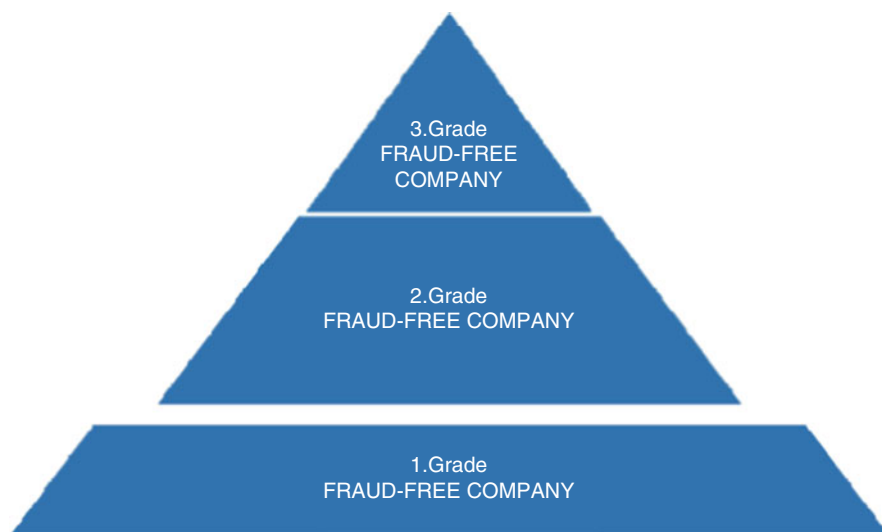 3.Grade
FRAUD-FREE
COMPANY
2.Grade
FRAUD-FREE COMPANY
1.Grade
FRAUD-FREE COMPANY